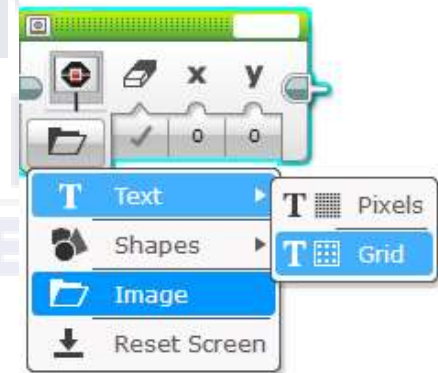 x y
0 0
T Text
T Pixels
Shapes
T Grid
Image
Reset Screen